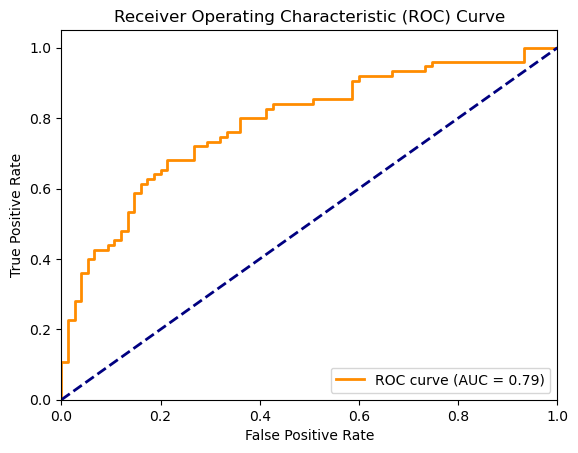 Receiver Operating Characteristic (ROC) Curve
1.0
0.8
0.6
0.4
0.2
0.0
True Positive Rate
ROC curve (AUC = 0.79)
0.0 0.2 0.4 0.6 0.8 1.0
False Positive Rate